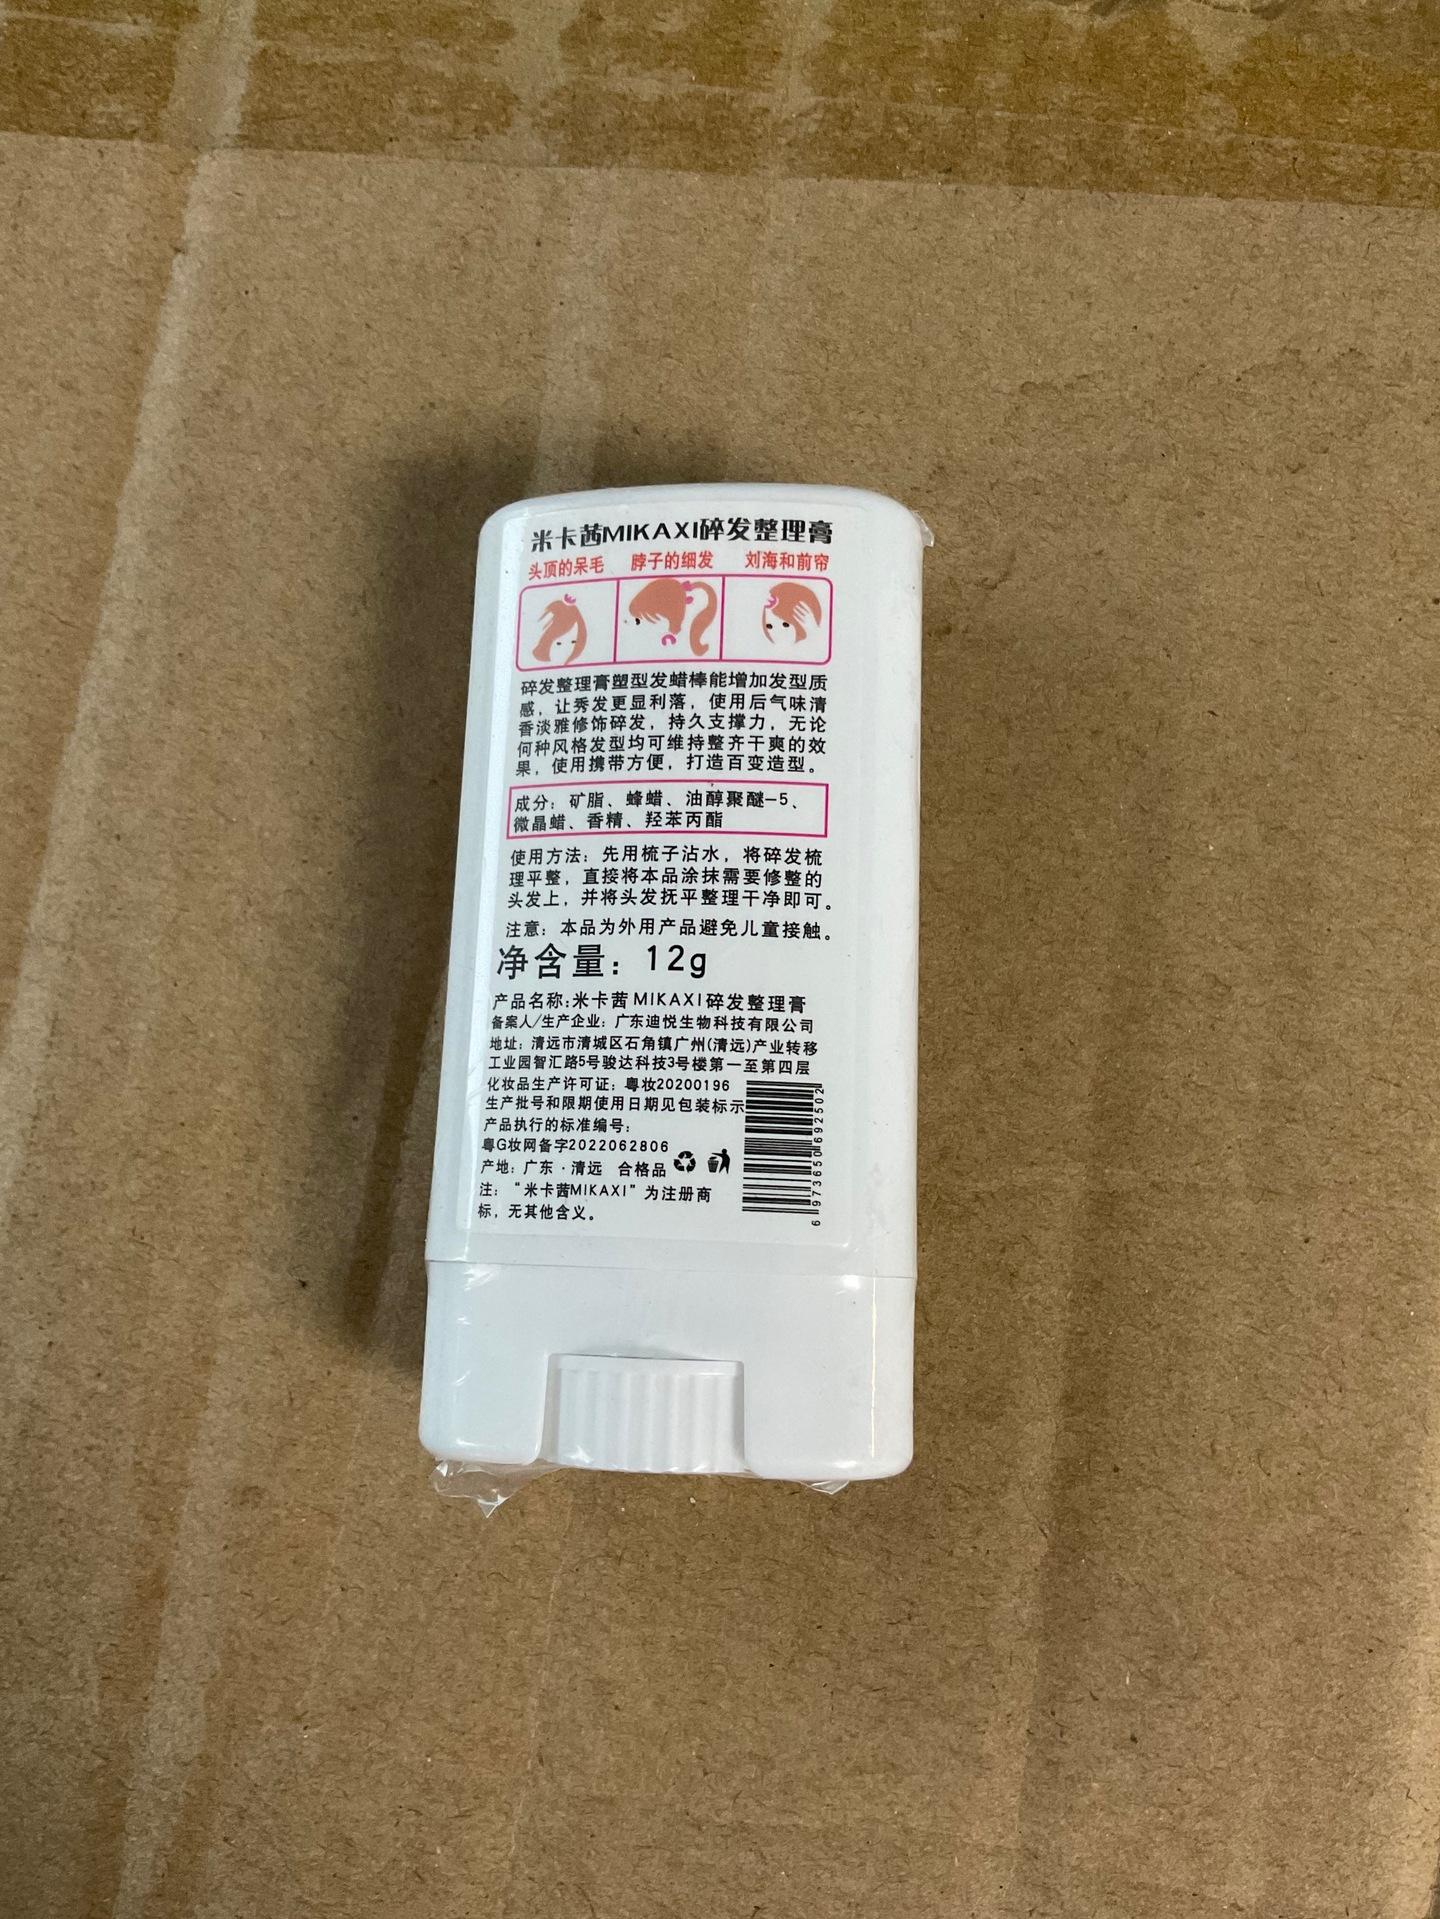 米卡茜MIKAXI碎发整理膏
头顶的呆毛 脖子的细发 刘海和前帘
碎发整理膏塑型发蜡棒能增加发型质
感，让秀发更显利落，使用后气味清
香淡雅修饰碎发，持久支撑力，无论
何种风格发型均可维持整齐干爽的效
果，使用携带方便，打造百变造型。
成分：矿脂、蜂蜡、油醇聚醚-5、
微晶蜡、香精、羟苯丙酯
使用方法：先用梳子沾水，将碎发梳
理平整，直接将本品涂抹需要修整的
头发上，并将头发抚平整理干净即可。
注意：本品为外用产品避免儿童接触。
净含量：12g
产品名称:米卡茜MIKAXI碎发整理膏
备案人/生产企业：广东迪悦生物科技有限公司
地址：清远市清城区石角镇广州(清远)产业转移
工业园智汇路5号骏达科技3号楼第一至第四层
化妆品生产许可证：粤妆20200196
生产批号和限期使用日期见包装标示
产品执行的标准编号：
粤G妆网备字2022062806
产地：广东·清远 合格品
注：“米卡茜MIKAXI”为注册商
标，无其他含义。
6973650692502